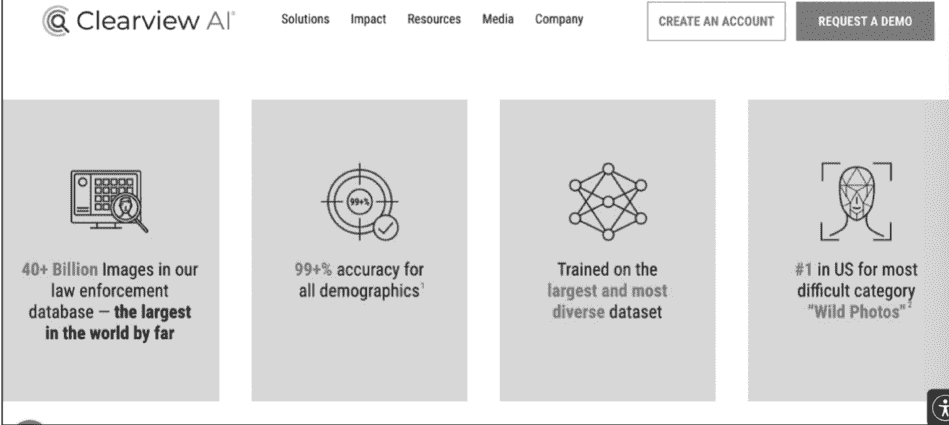 Clearview AI®
Solutions Impact Resources Media Company
CREATE AN ACCOUNT
REQUEST A DEMO
40+ Billion Images in our
law enforcement
database — the largest
in the world by far
99+%
99+% accuracy for
all demographics¹
Trained on the
largest and most
diverse dataset
#1 in US for most
difficult category
"Wild Photos"²